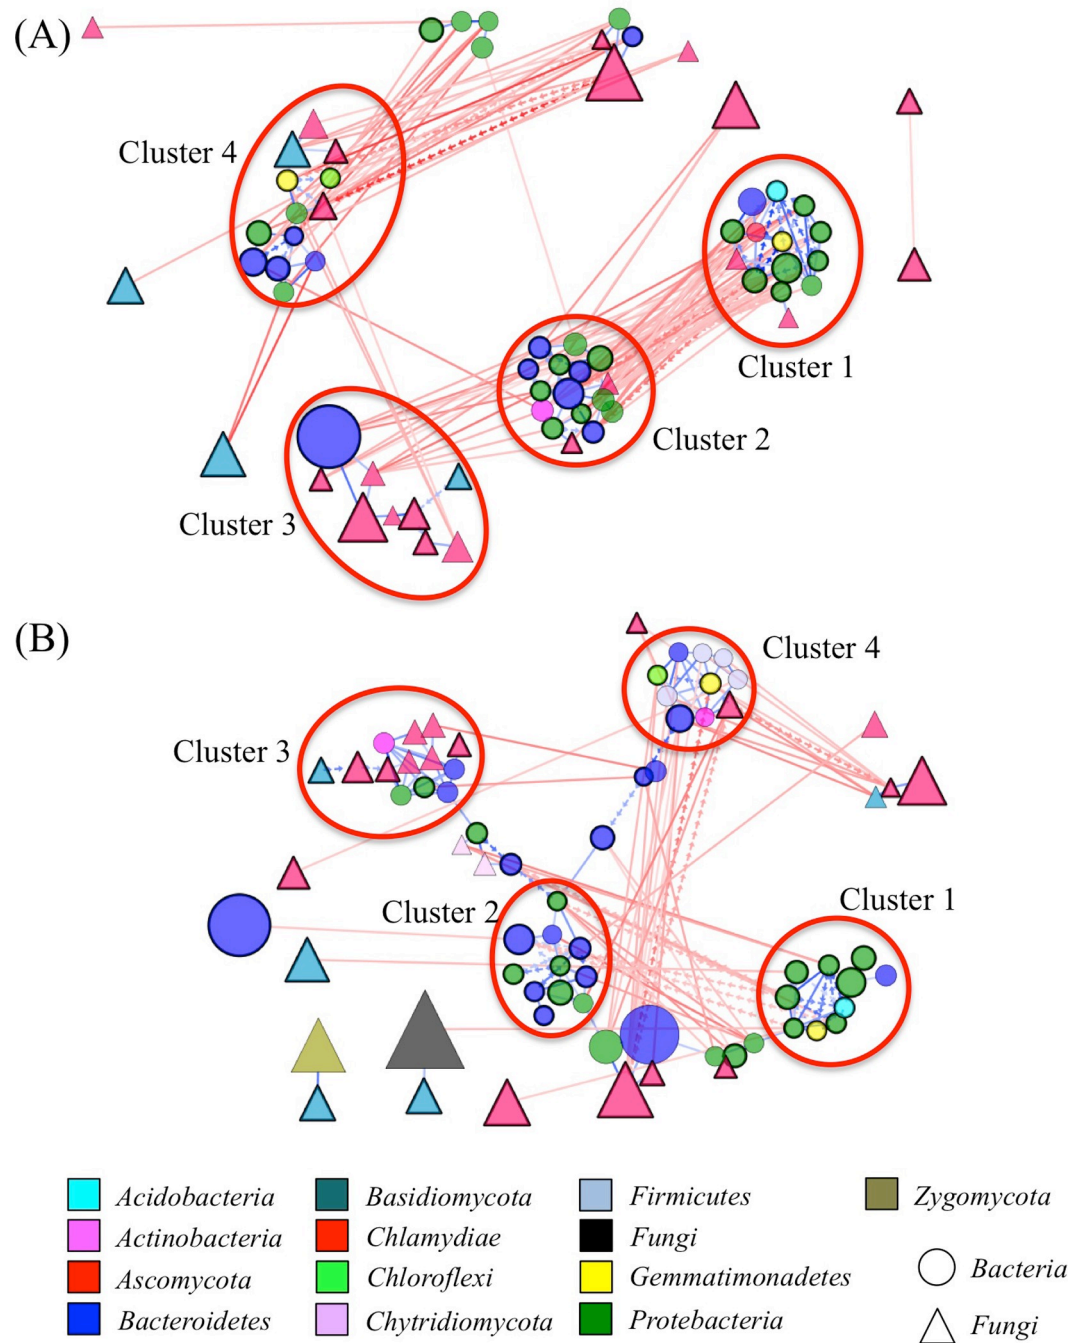 (A)
Cluster 4
Cluster 1
Cluster 2
Cluster 3
(B)
Cluster 4
Cluster 3
Cluster 1
Cluster 2
Acidobacteria Basidiomycota Firmicutes Zygomycota
Actinobacteria Chlamydiae Fungi
Ascomycota Chloroflexi Gemmatimonadetes Bacteria
Bacteroidetes Chytridiomycota Protebacteria Fungi